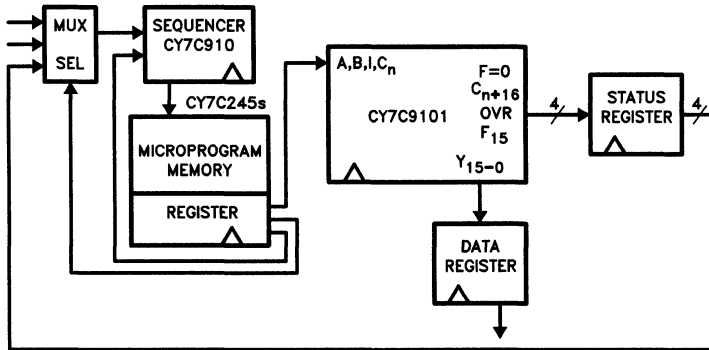 MUX
SEL
SEQUENCER
CY7C910
CY7C245s
MICROPROGRAM
MEMORY
REGISTER
A,B,I,Cn
F=0
Cn+16
CY7C9101
OVR
F15
Y15-0
4
STATUS
REGISTER
4
DATA
REGISTER